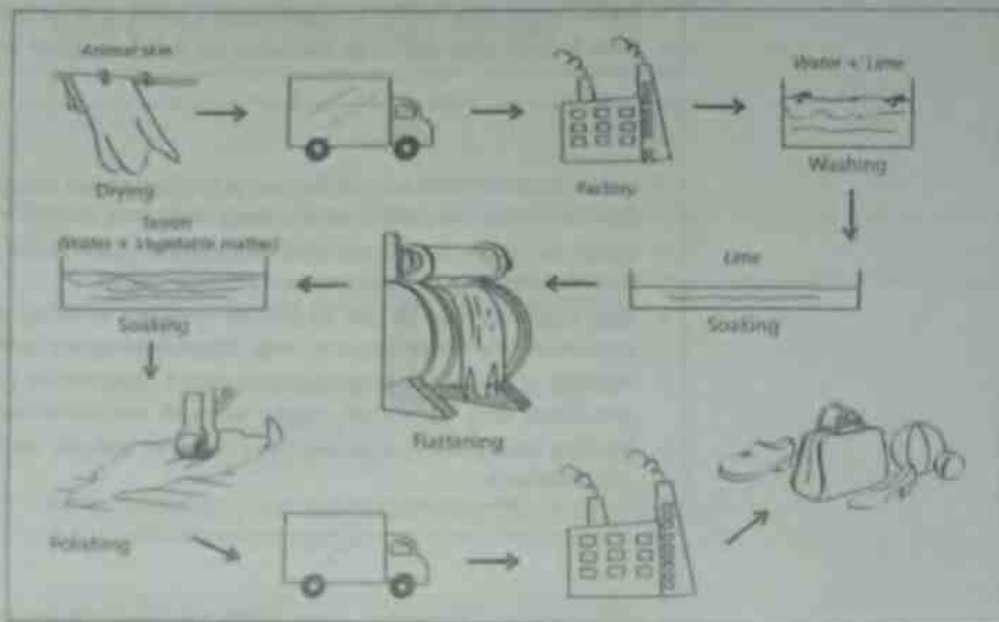 Animal skin
Drying
Factory
Water + Lime
Washing
Tannin
(Water + Vegetable matter)
Soaking
Flattening
Lime
Soaking
Polishing